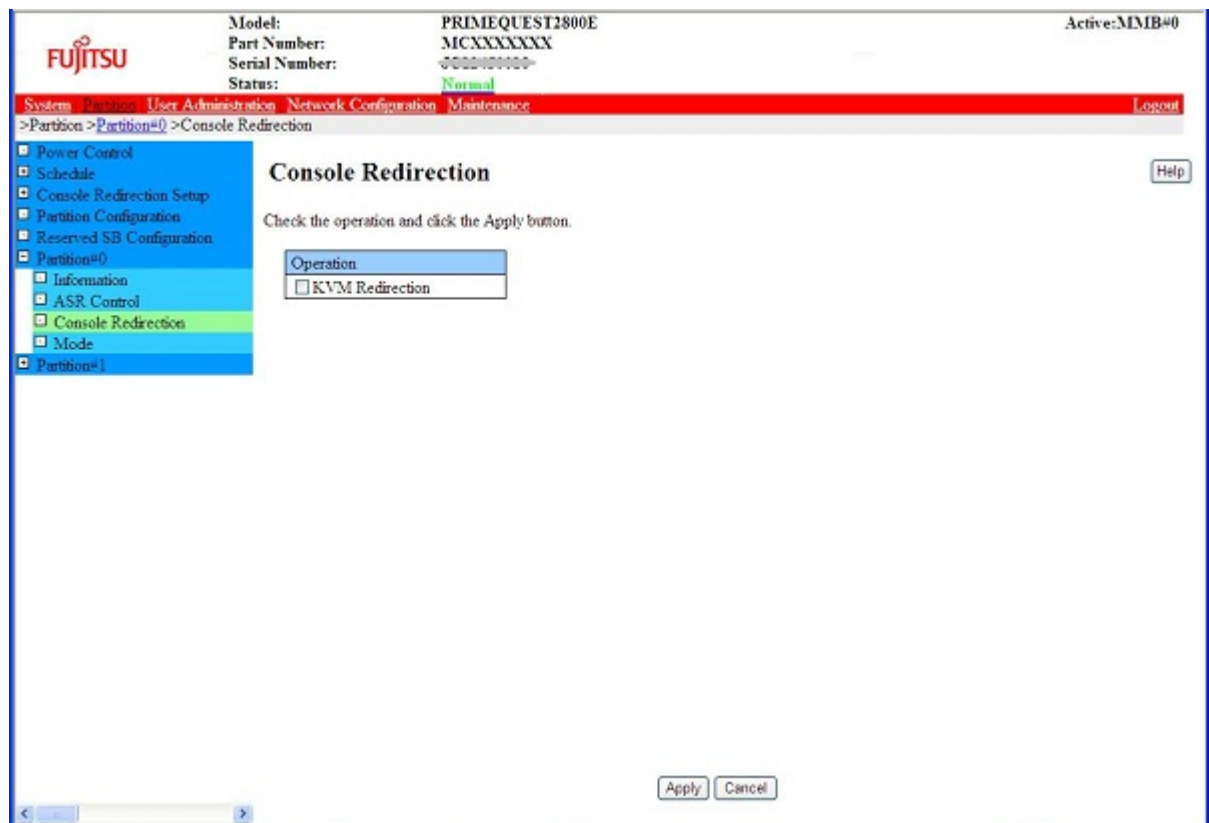 FUJITSU
Model: PRIMEQUEST2800E Active:MMB#0
Part Number: MCXXXXXXX
Serial Number:
Status: Normal
System Partition User Administration Network Configuration Maintenance Logout
>Partition >Partition#0 >Console Redirection
Power Control
Schedule
Console Redirection Setup
Partition Configuration
Reserved SB Configuration
Partition#0
Information
ASR Control
Console Redirection
Mode
Partition#1
Console Redirection
Help
Check the operation and click the Apply button.
Operation
KVM Redirection
Apply Cancel